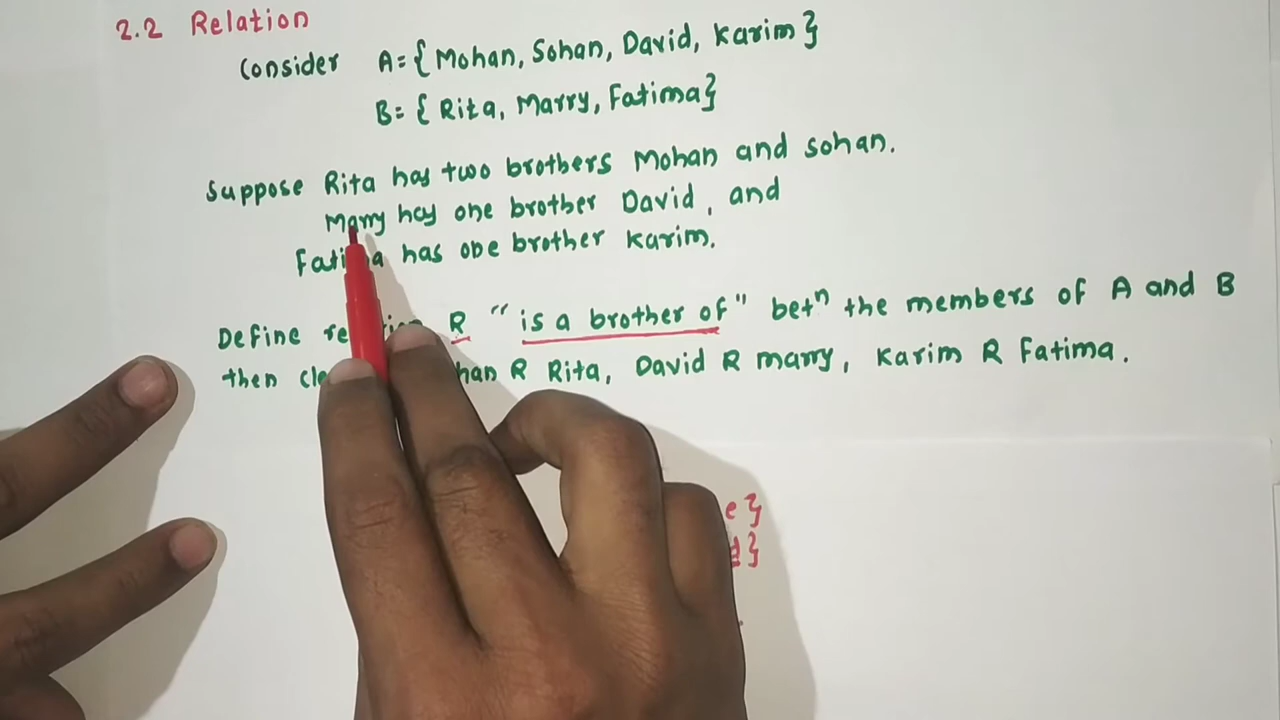 2.2 Relation
Consider A={Mohan, Sohan, David, Karim}
B={Rita, Marry, Fatima}
Suppose Rita has two brothers Mohan and Sohan.
Marry has one brother David, and
has one brother Karim.
Define R "is a brother of" betⁿ the members of A and B
then R Rita, David R marry, Karim R Fatima.
e}
d}